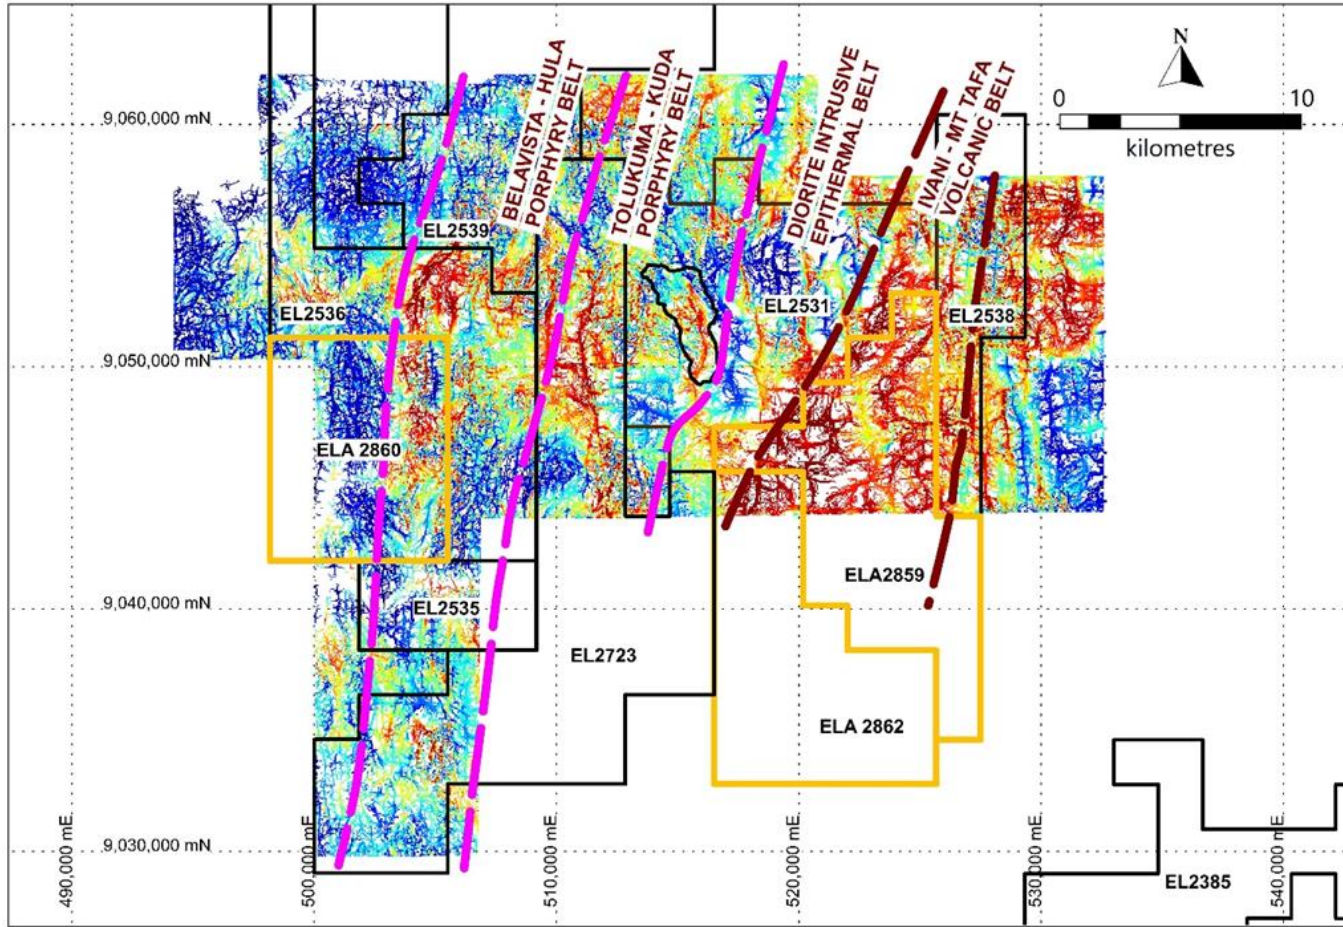 N
0 10
kilometres
9,060,000 mN
BELAVISTA - HULA
PORPHYRY BELT
TOLUKUMA - KUDA
PORPHYRY BELT
DIORITE INTRUSIVE
EPITHERMAL BELT
IVANI - MT TAFA
VOLCANIC BELT
EL2539
EL2536
EL2531
EL2538
9,050,000 mN
ELA 2860
9,040,000 mN
EL2535
ELA2859
EL2723
ELA 2862
9,030,000 mN
EL2385
490,000 mE
500,000 mE
510,000 mE
520,000 mE
530,000 mE
540,000 mE